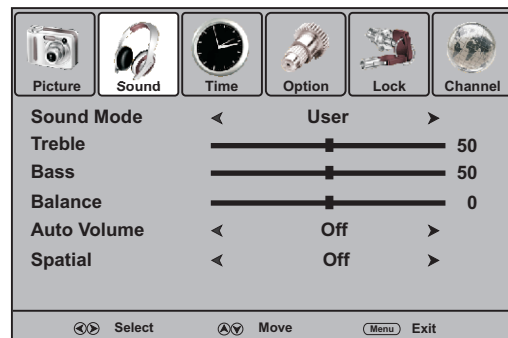 Picture Sound Time Option Lock Channel
Sound Mode User
Treble 50
Bass 50
Balance 0
Auto Volume Off
Spatial Off
Select Move Menu Exit